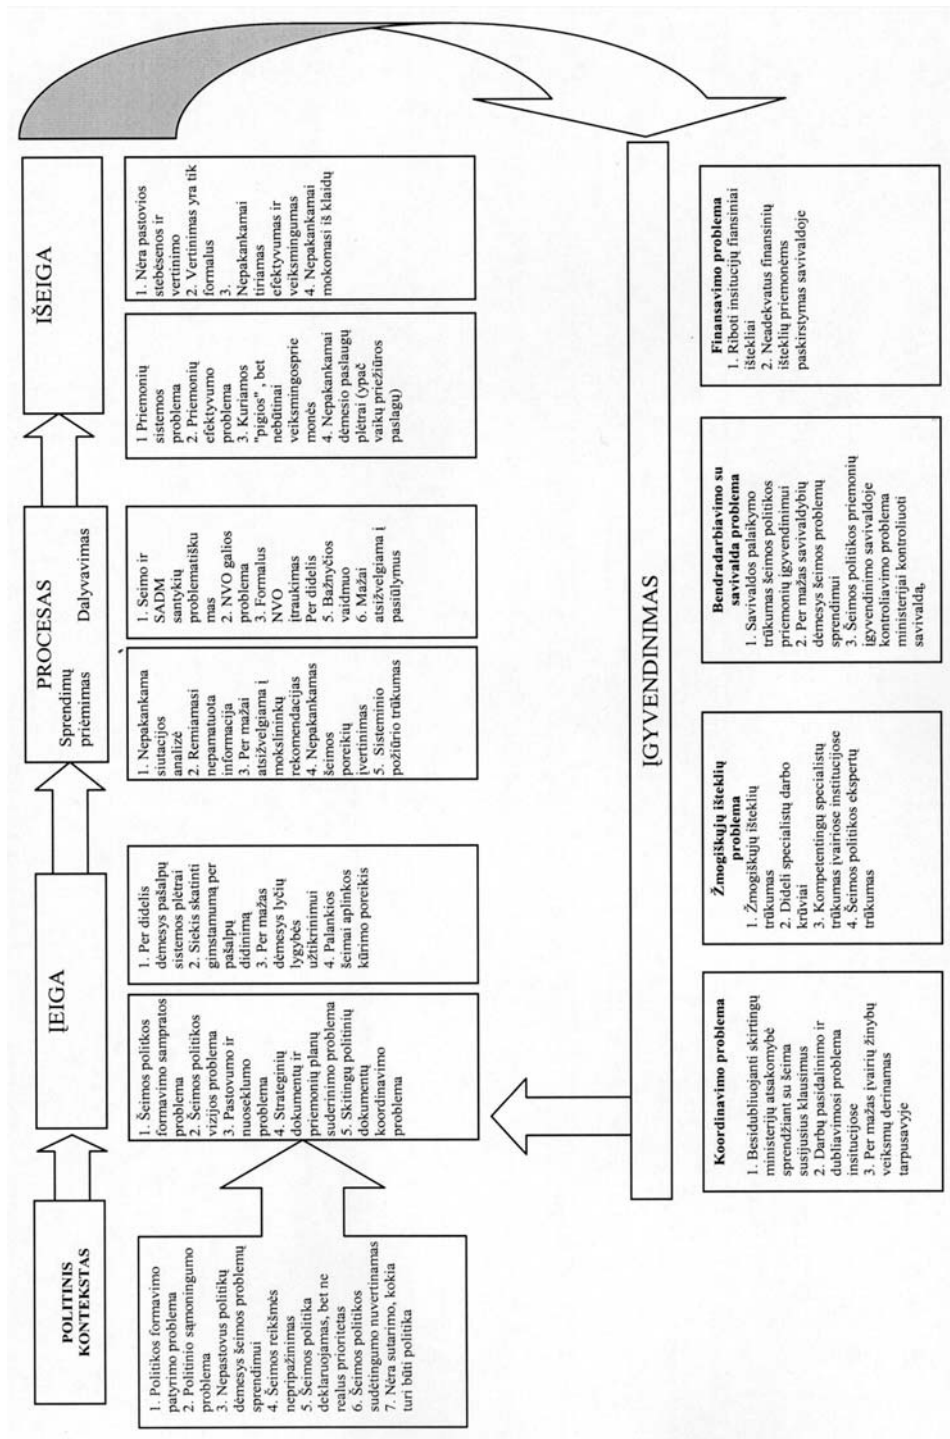 POLITINIS
KONTEKSTAS
ĮEIGA
PROCESAS
Sprendimų
priėmimas
Dalyvavimas
IŠEIGA
1. Politikos formavimo
patyrimo problema
2. Politinio sąmoningumo
problema
3. Nepastovus politikų
dėmesys šeimos problemų
sprendimui
4. Šeimos reikšmės
nepripažinimas
5. Šeimos politika
deklaruojamas, bet ne
realus prioritetas
6. Šeimos politikos
sudėtingumo nuvertinamas
7. Nėra sutarimo, kokia
turi būti politika
1. Šeimos politkos
formavimo sampratos
problema
2. Šeimos politikos
vizijos problema
3. Pastovumo ir
nuoseklumo
problema
4. Strateginių
dokumentų ir
priemonių planų
suderinimo problema
5. Skitingų politinių
dokumentų
koordinavimo
problema
1. Per didelis
dėmesys pašalpų
sistemos plėtrai
2. Siekis skatinti
gimstamumą per
pašalpų
didinimą
3. Per mažas
dėmesys lyčių
lygybės
užtikrinimui
4. Palankios
šeimai aplinkos
kūrimo poreikis
1. Nepakankama
siutacijos
analizė
2. Remiamasi
nepamatuota
informacija
3. Per mažai
atsižvelgiama į
mokslininkų
rekomendacijas
4. Nepakankamas
šeimos
poreikių
įvertinimas
5. Sisteminio
požiūrio trūkumas
1. Seimo ir
SADM
santykių
problematišku
mas
2. NVO galios
problema
3. Formalus
NVO
įtraukimas
Per didelis
5. Bažnyčios
vaidmuo
6. Mažai
atsižvelgiama į
pasiūlymus
1 Priemonių
sistemos
problema
2. Priemonių
efektyvumo
problema
3. Kuriamos
"pigios" , bet
nebūtinai
veiksmingosprie
monės
4. Nepakankamai
dėmesio paslaugų
plėtrai (ypač
vaikų priežiūros
paslagų)
1. Nėra pastovios
stebėsenos ir
vertinimo
2. Vertinimas yra tik
formalus
3.
Nepakankamai
tiriamas
efektyvumas ir
veiksmingumas
4. Nepakankamai
mokomasi iš klaidų
ĮGYVENDINIMAS
Koordinavimo problema
1. Besidubliuojanti skirtingų
ministerijų atsakomybė
sprendžiant su šeima
susijusius klausimus
2. Darbų pasidalinimo ir
dubliavimosi problema
insitucijose
3. Per mažas įvairių žinybų
veiksmų derinamas
tarpusavyje
Žmogiškųjų išteklių
problema
1. Žmogiškųjų išteklių
trūkumas
2. Dideli specialistų darbo
krūviai
3. Kompetentingų specialistų
trūkumas įvairiose institucijose
4. Šeimos politikos ekspertų
trūkumas
Bendradarbiavimo su
savivalda problema
1. Savivaldos palaikymo
trūkumas šeimos politikos
priemonių įgyvendinimui
2. Per mažas savivaldybių
dėmesys šeimos problemų
sprendimui
3. Šeimos politikos priemonių
įgyvendinimo savivaldoje
kontroliavimo problema
ministerijai kontroliuoti
savivaldą,
Finansavimo problema
1. Riboti insitucijų fiansiniai
ištekliai
2. Neadekvatus finansinių
išteklių priemonėms
paskirstymas savivaldoje